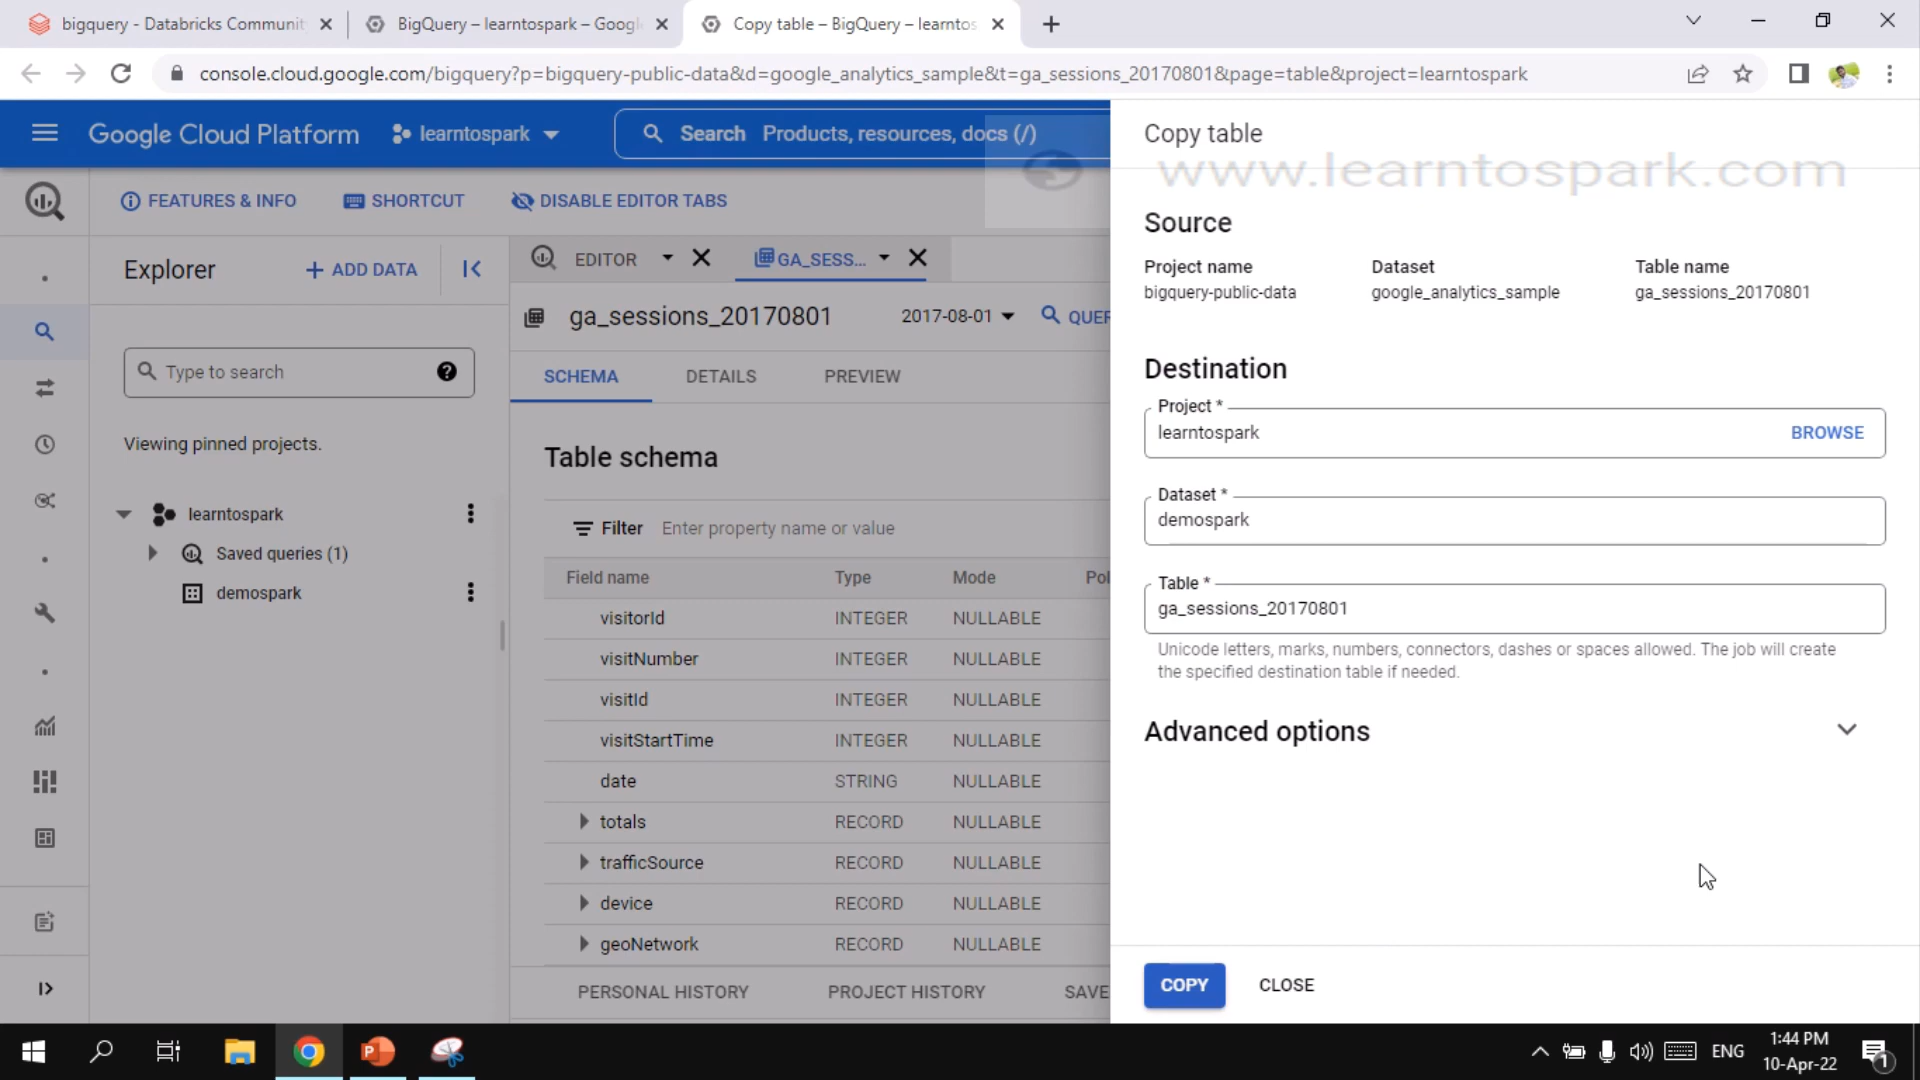 bigquery - Databricks Communit
BigQuery – learntospark – Googl
Copy table – BigQuery – learntos
console.cloud.google.com/bigquery?p=bigquery-public-data&d=google_analytics_sample&t=ga_sessions_20170801&page=table&project=learntospark
Google Cloud Platform
learntospark
Search Products, resources, docs (/)
Copy table
www.learntospark.com
FEATURES & INFO
SHORTCUT
DISABLE EDITOR TABS
Source
Project name
Dataset
Table name
bigquery-public-data
google_analytics_sample
ga_sessions_20170801
Explorer
ADD DATA
EDITOR
GA_SESS...
ga_sessions_20170801
2017-08-01
QUER
Type to search
SCHEMA
DETAILS
PREVIEW
Destination
Project *
learntospark
BROWSE
Viewing pinned projects.
Table schema
Dataset *
demospark
learntospark
Filter Enter property name or value
Saved queries (1)
demospark
Field name Type Mode Pol
visitorId INTEGER NULLABLE
visitNumber INTEGER NULLABLE
visitId INTEGER NULLABLE
visitStartTime INTEGER NULLABLE
date STRING NULLABLE
totals RECORD NULLABLE
trafficSource RECORD NULLABLE
device RECORD NULLABLE
geoNetwork RECORD NULLABLE
Table *
ga_sessions_20170801
Unicode letters, marks, numbers, connectors, dashes or spaces allowed. The job will create
the specified destination table if needed.
Advanced options
PERSONAL HISTORY
PROJECT HISTORY
SAVE
COPY
CLOSE
ENG
1:44 PM
10-Apr-22
1